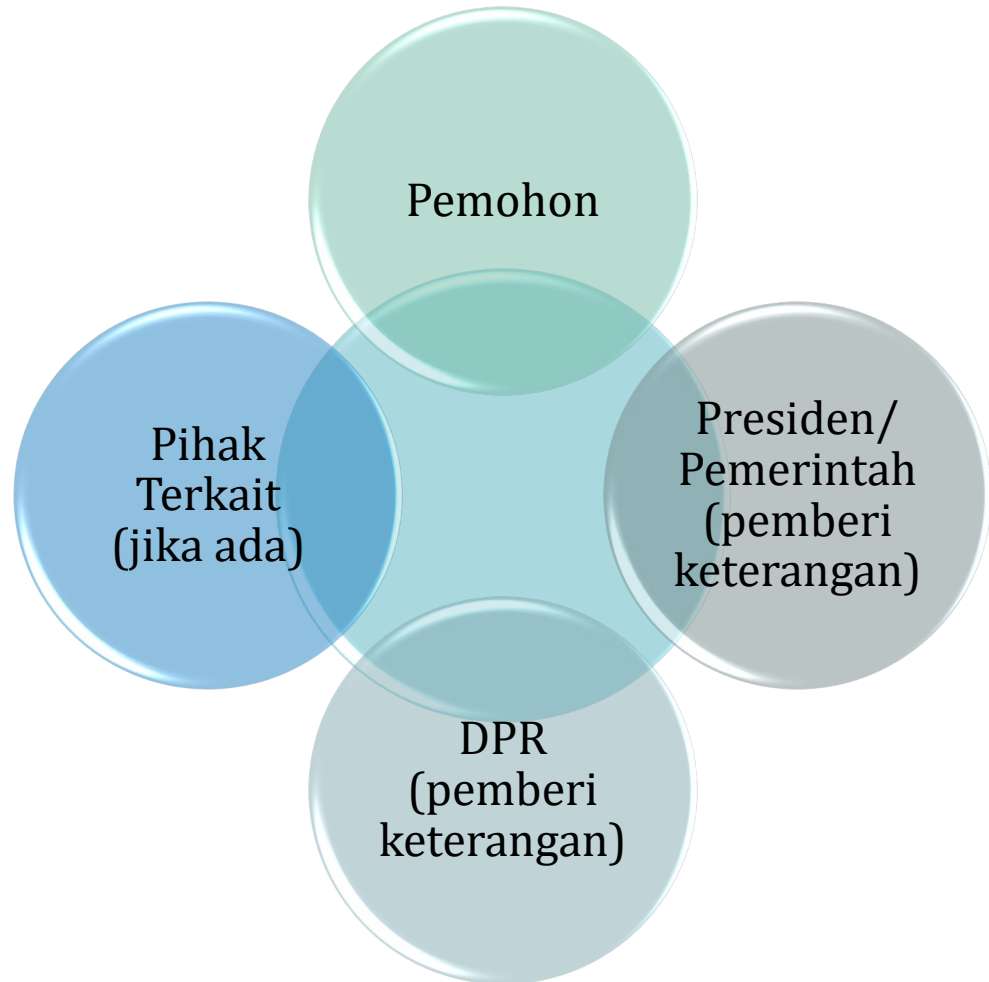 Pemohon
Pihak
Terkait
(jika ada)
Presiden/
Pemerintah
(pemberi
keterangan)
DPR
(pemberi
keterangan)